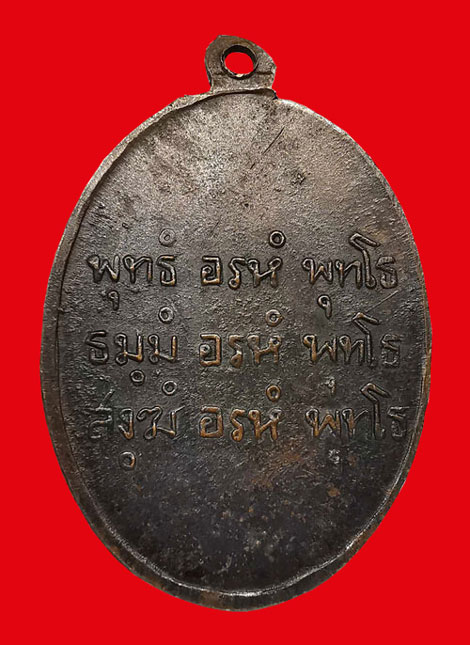 พุทธํ อรหํ พุทโธ
ธมฺมํ อรหํ พุทโธ
สงฺฆํ อรหํ พุทโธ